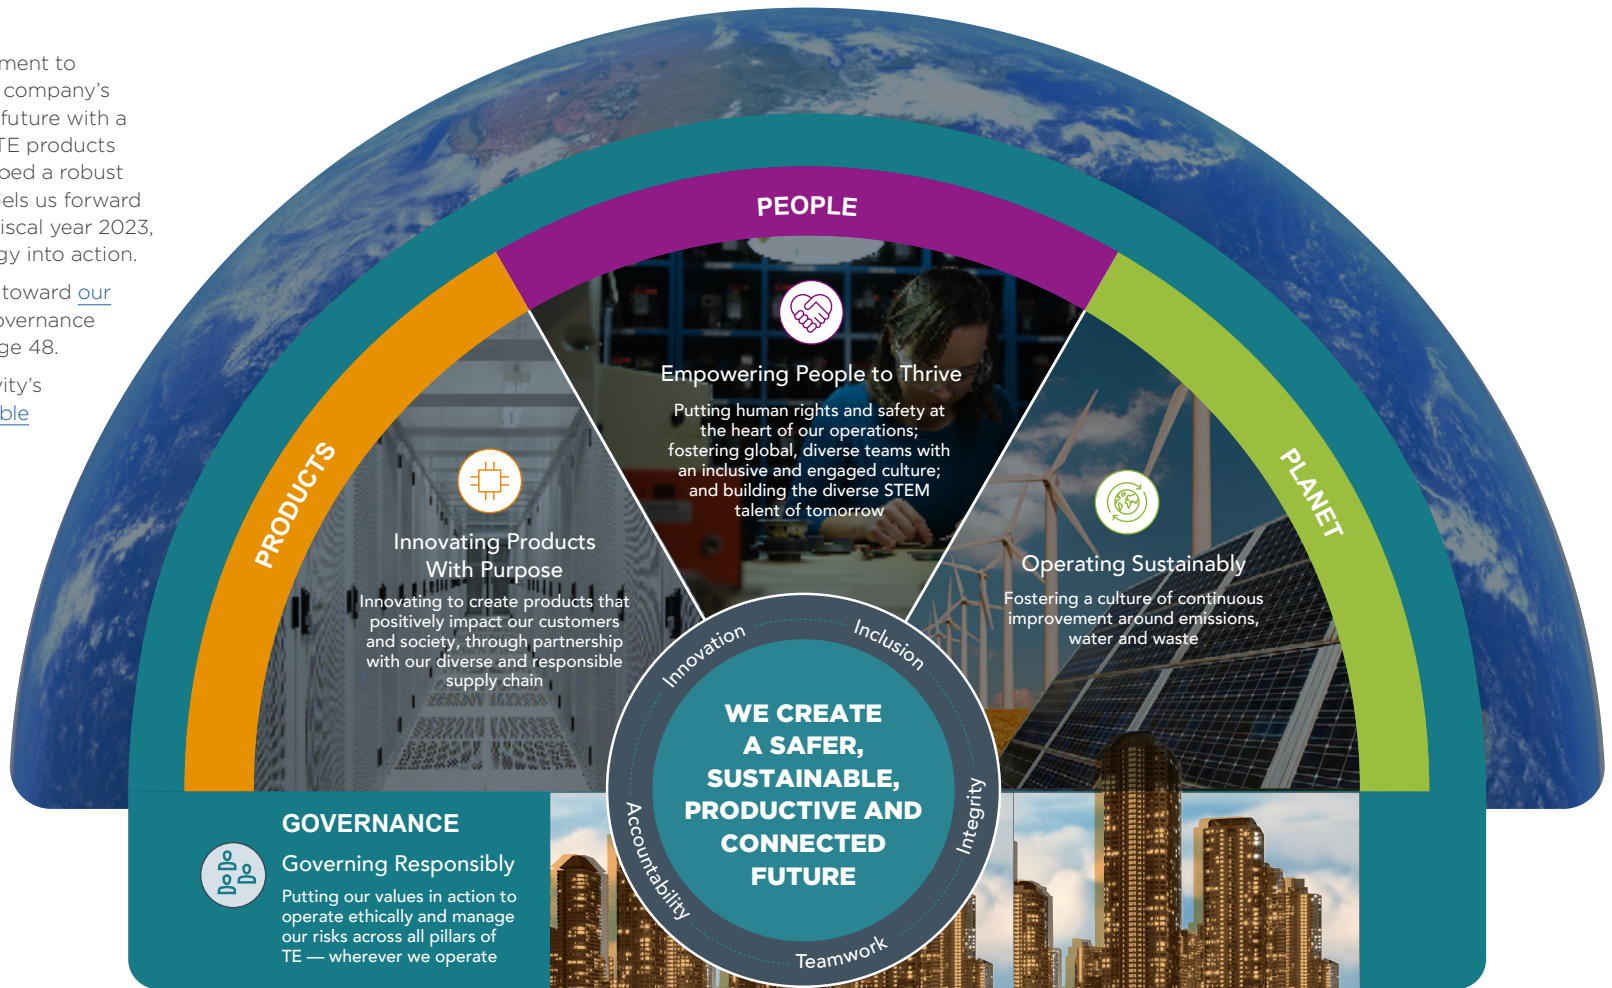 ment to
company's
future with a
TE products
ped a robust
els us forward
iscal year 2023,
gy into action.
toward our
overnance
ge 48.
vity's
ble
PEOPLE
Empowering People to Thrive
Putting human rights and safety at
the heart of our operations;
fostering global, diverse teams with
an inclusive and engaged culture;
and building the diverse STEM
talent of tomorrow
PRODUCTS
Innovating Products
With Purpose
Innovating to create products that
positively impact our customers
and society, through partnership
with our diverse and responsible
supply chain
PLANET
Operating Sustainably
Fostering a culture of continuous
improvement around emissions,
water and waste
Innovation
Inclusion
Integrity
Teamwork
Accountability
WE CREATE
A SAFER,
SUSTAINABLE,
PRODUCTIVE AND
CONNECTED
FUTURE
GOVERNANCE
Governing Responsibly
Putting our values in action to
operate ethically and manage
our risks across all pillars of
TE — wherever we operate